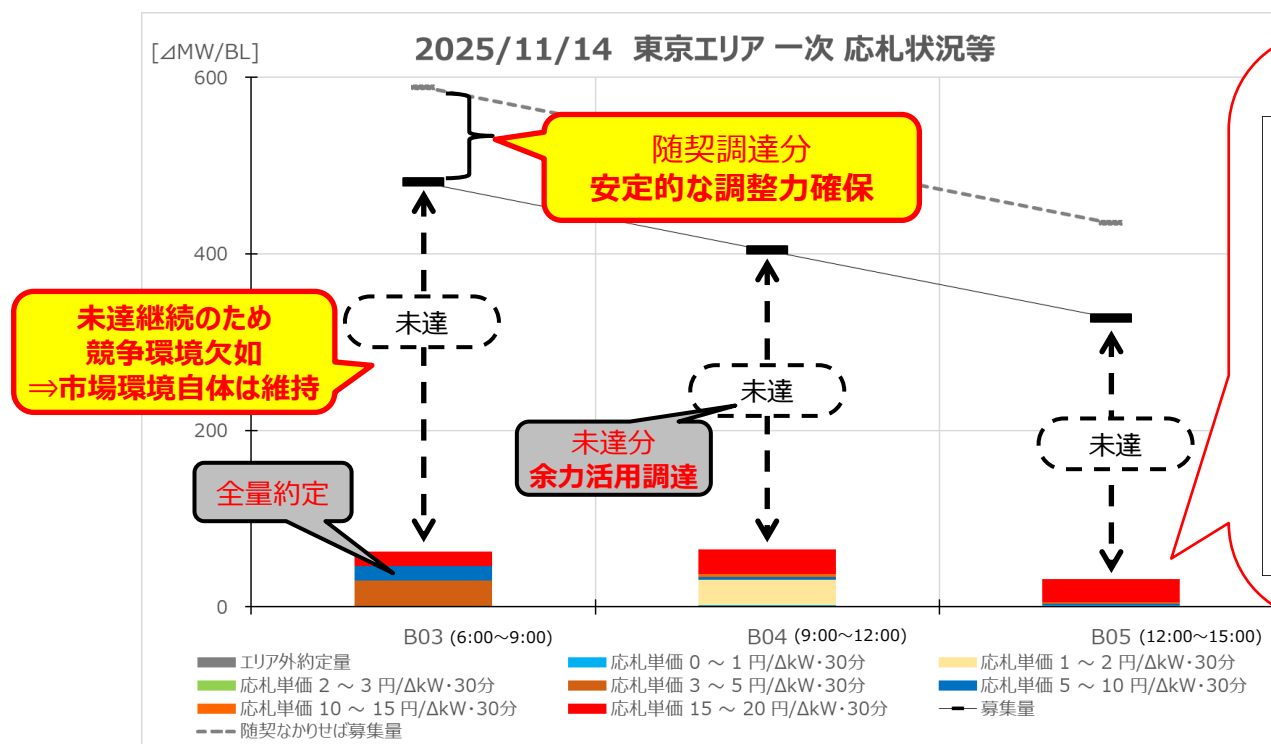 [⊿MW/BL]
2025/11/14 東京エリア 一次 応札状況等
600
400
200
0
随契調達分
安定的な調整力確保
未達
未達
未達
未達継続のため
競争環境欠如
⇒市場環境自体は維持
未達分
余力活用調達
全量約定
B03 (6:00~9:00)
B04 (9:00~12:00)
B05 (12:00~15:00)
エリア外約定量
応札単価 0 ~ 1 円/ΔkW・30分
応札単価 1 ~ 2 円/ΔkW・30分
応札単価 2 ~ 3 円/ΔkW・30分
応札単価 3 ~ 5 円/ΔkW・30分
応札単価 5 ~ 10 円/ΔkW・30分
応札単価 10 ~ 15 円/ΔkW・30分
応札単価 15 ~ 20 円/ΔkW・30分
募集量
随契なかりせば募集量